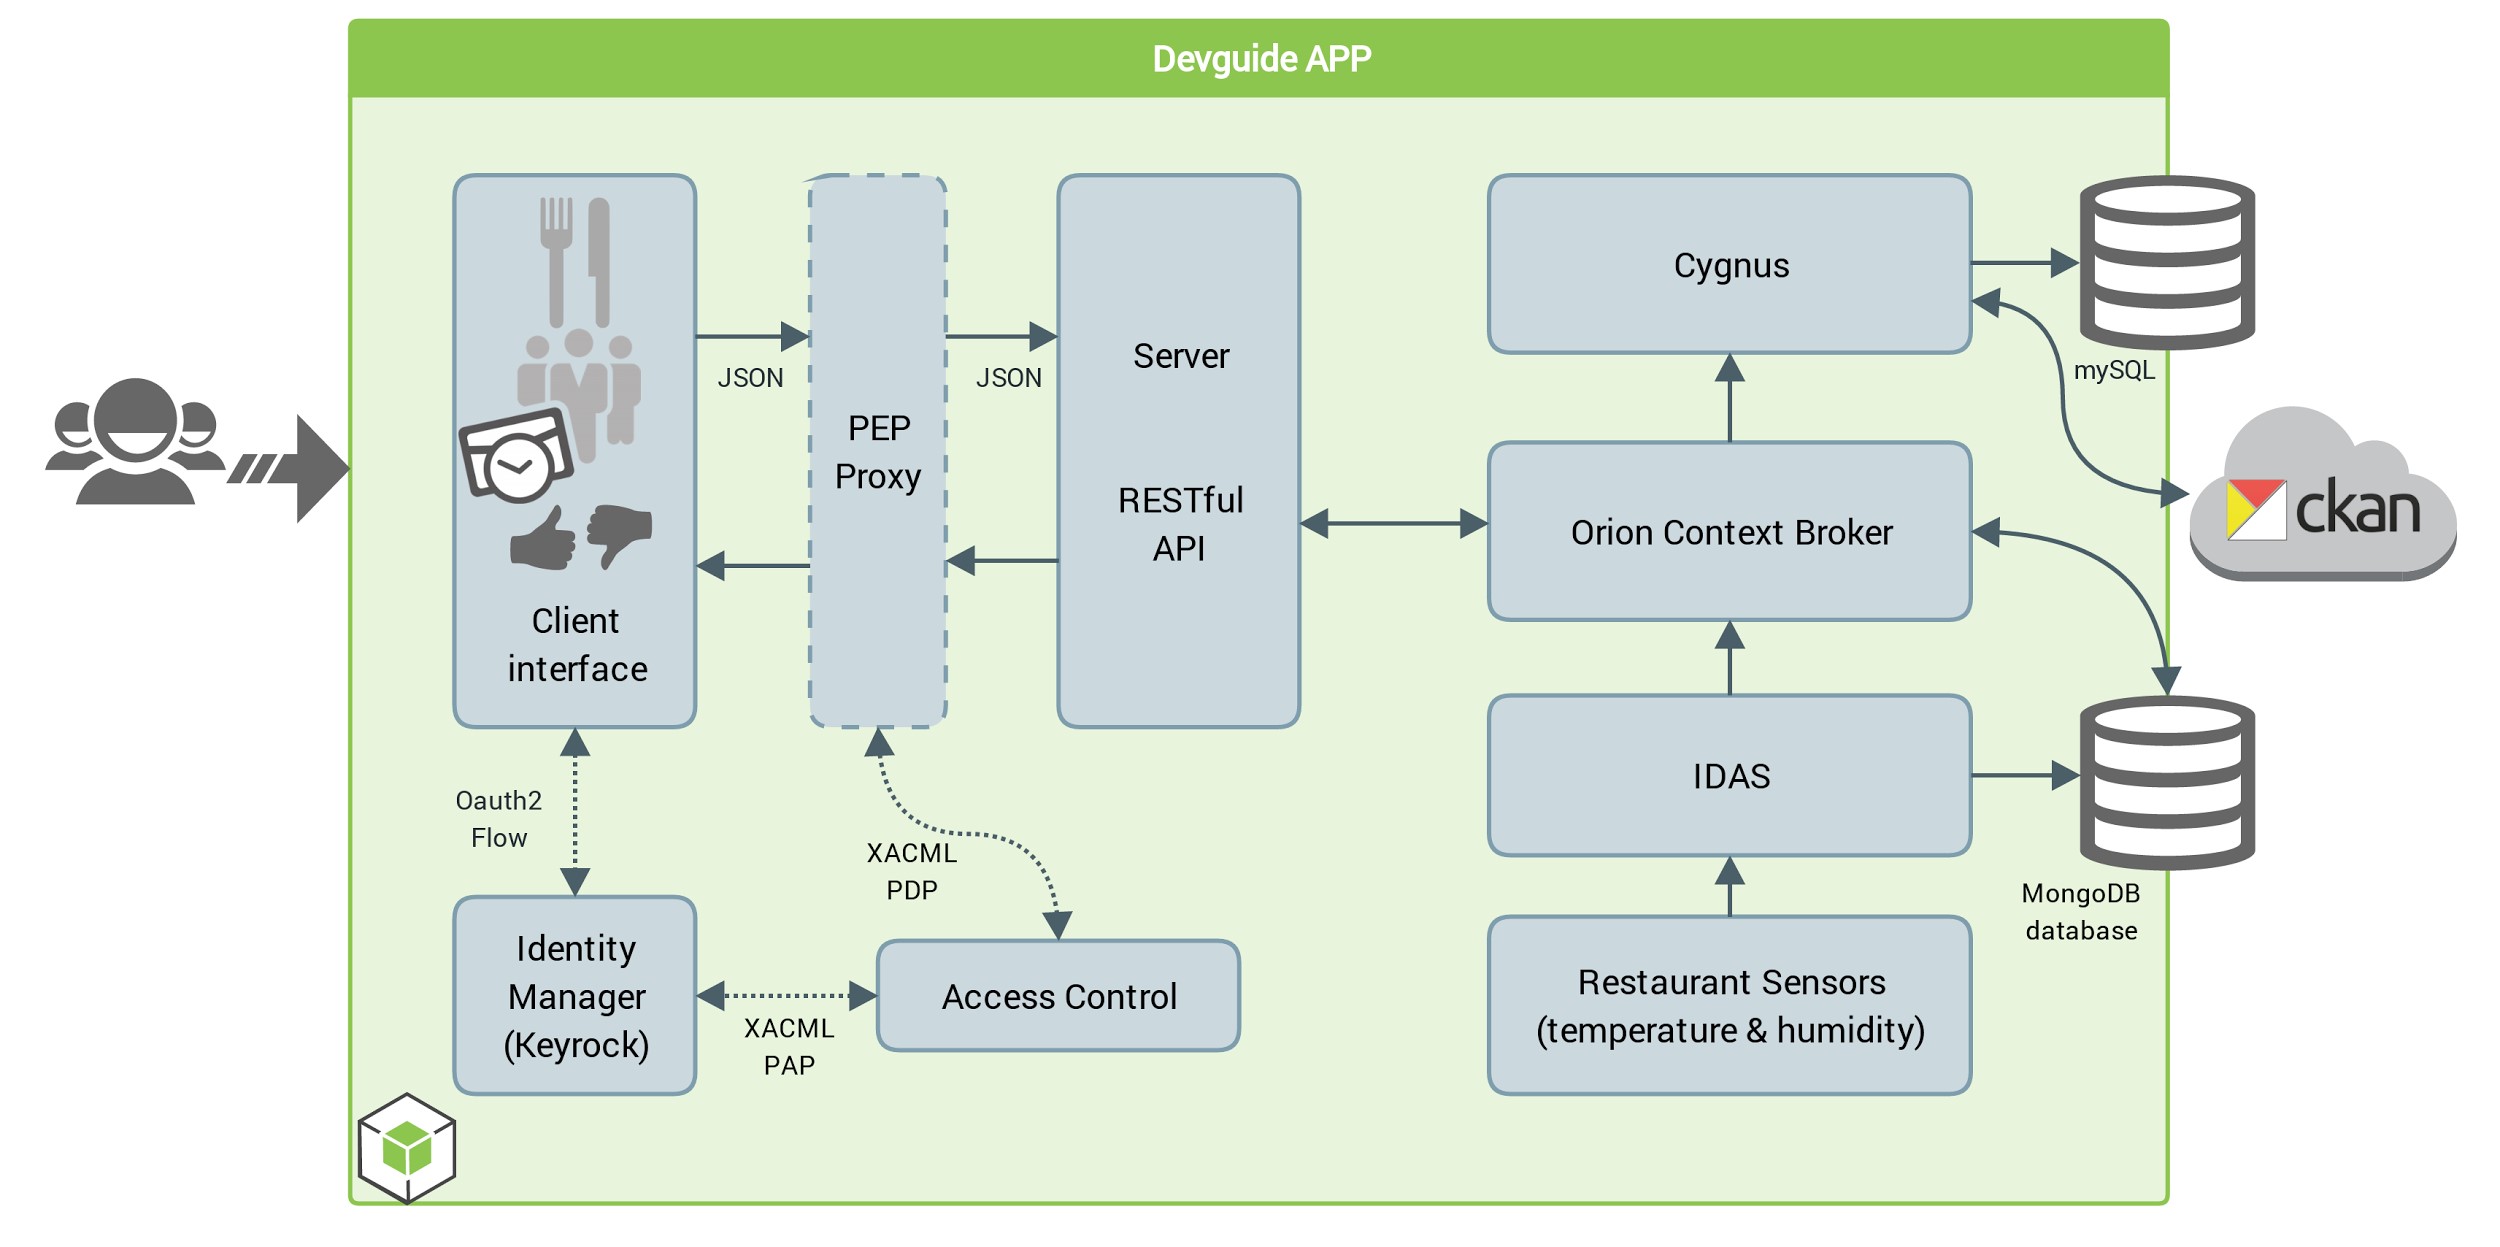 Devguide APP
Client
interface
JSON
PEP
Proxy
JSON
Server
RESTful
API
Cygnus
mySQL
ckan
Orion Context Broker
IDAS
MongoDB
database
Restaurant Sensors
(temperature & humidity)
Oauth2
Flow
XACML
PDP
Identity
Manager
(Keyrock)
XACML
PAP
Access Control